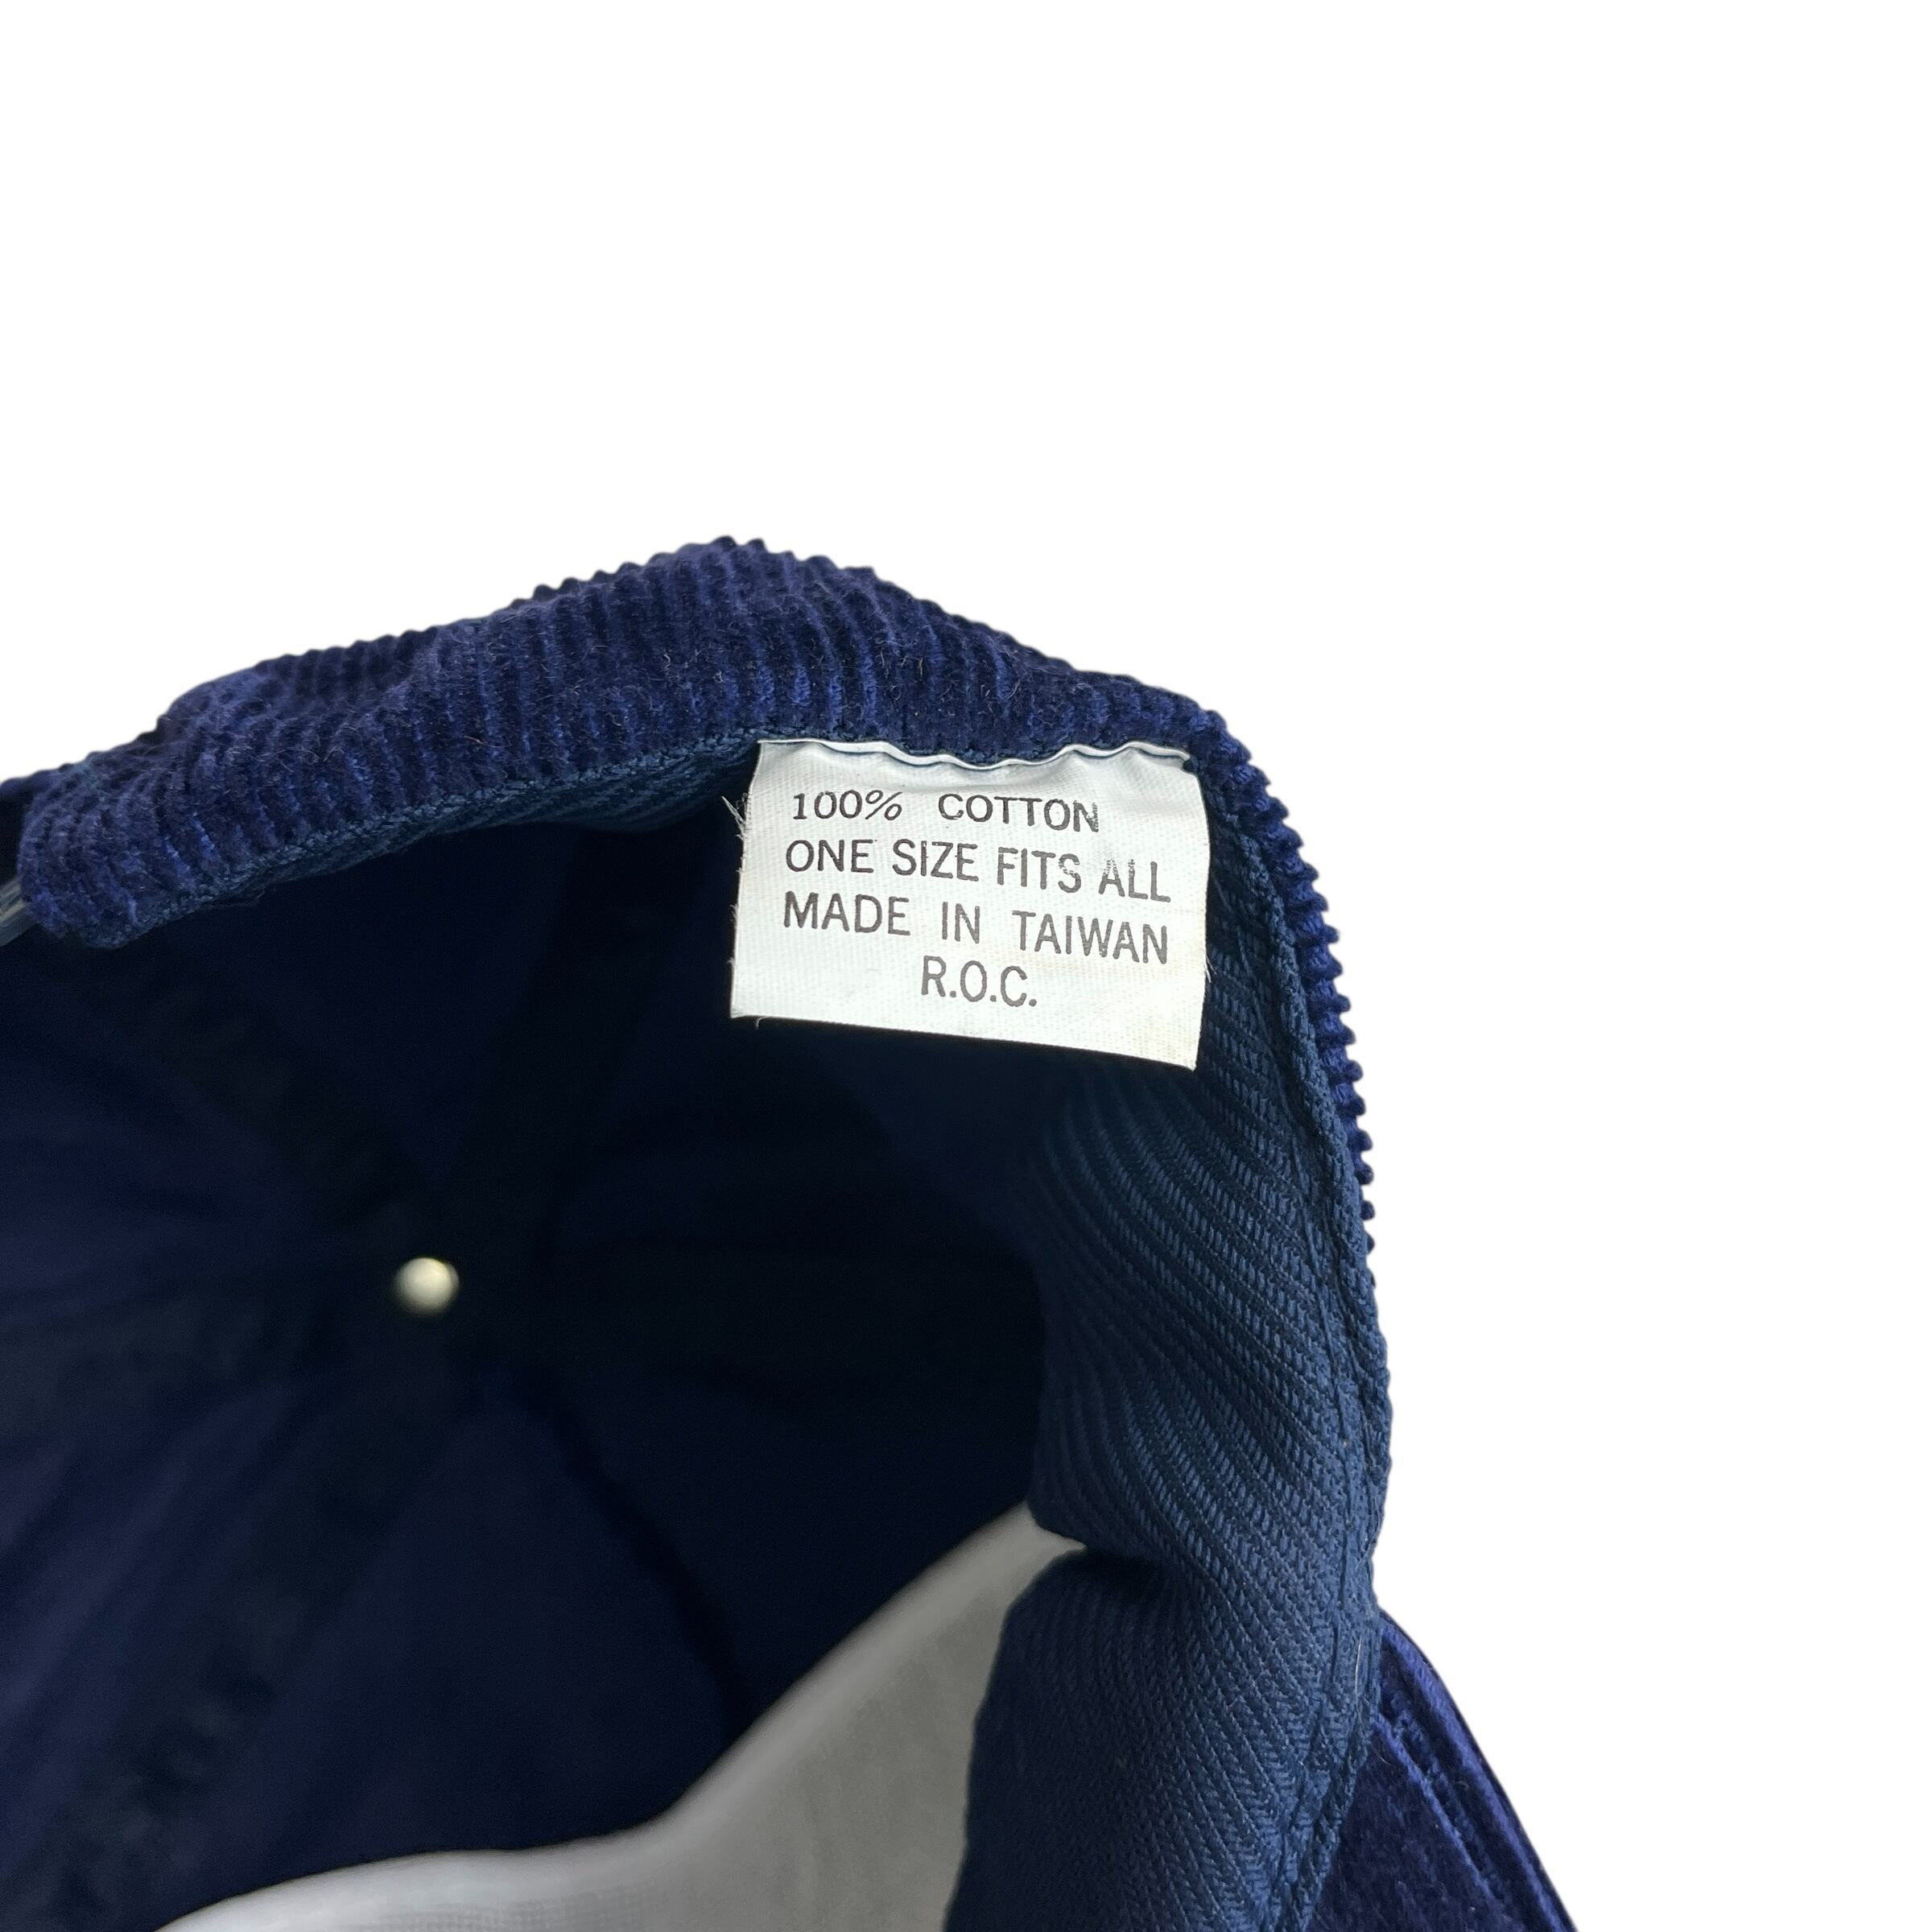 100% COTTON
ONE SIZE FITS ALL
MADE IN TAIWAN
R.O.C.